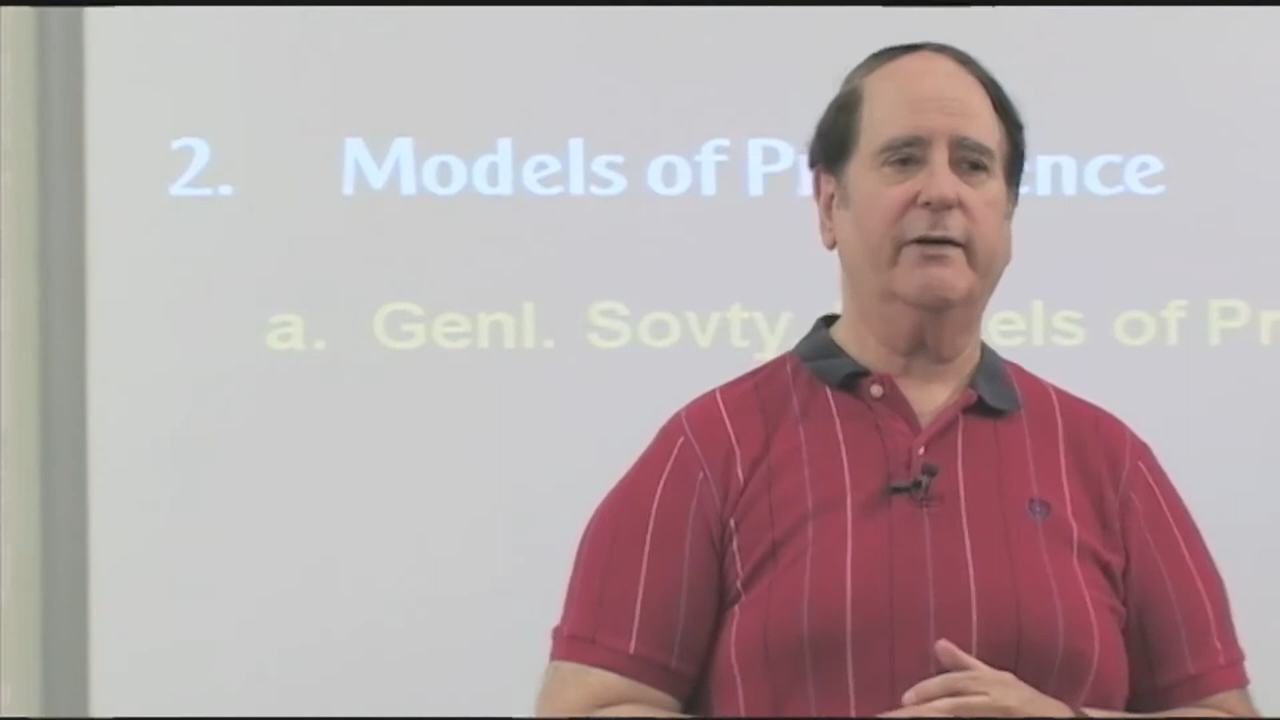 2. Models of Pr ence
a. Genl. Sovty. els of Pr